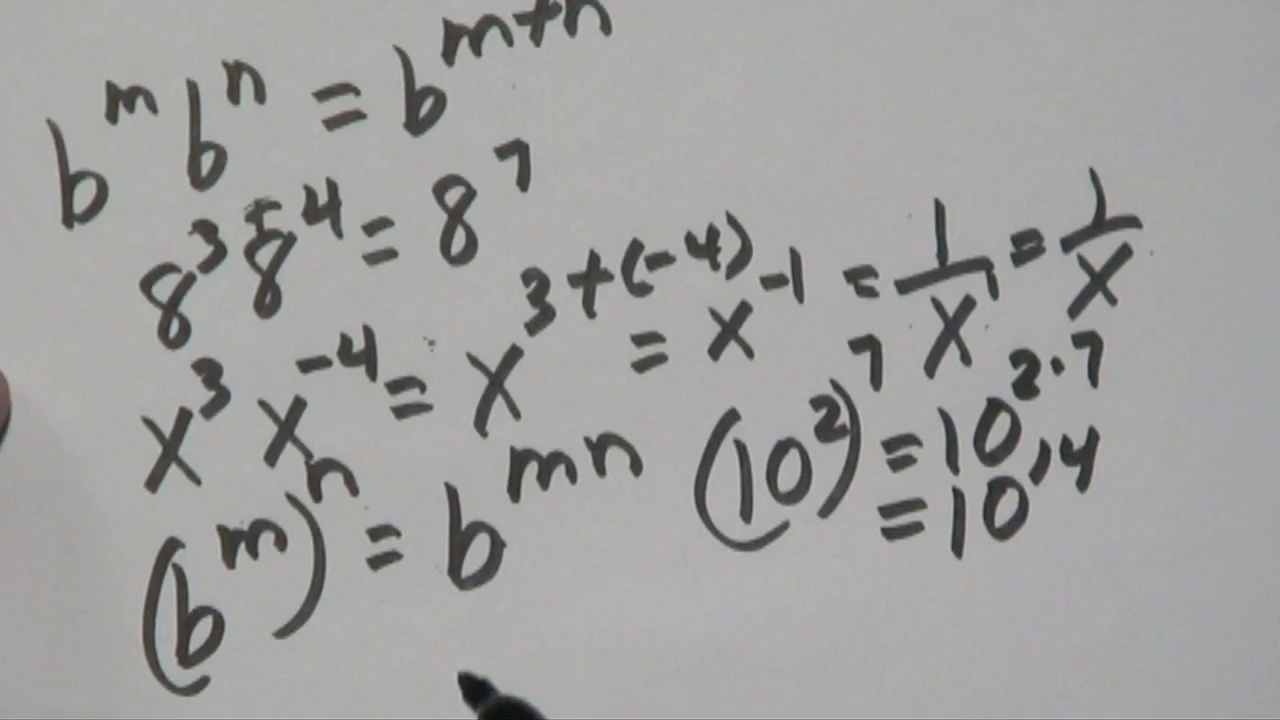 b^m b^n = b^{m+n}
8^3 8^4 = 8^7
x^3 x^{-4} = x^{3+(-4)} = x^{-1} = 1/x^1 = 1/x
(b^m)^n = b^{mn}
(10^2)^7 = 10^{2·7}
= 10^{14}